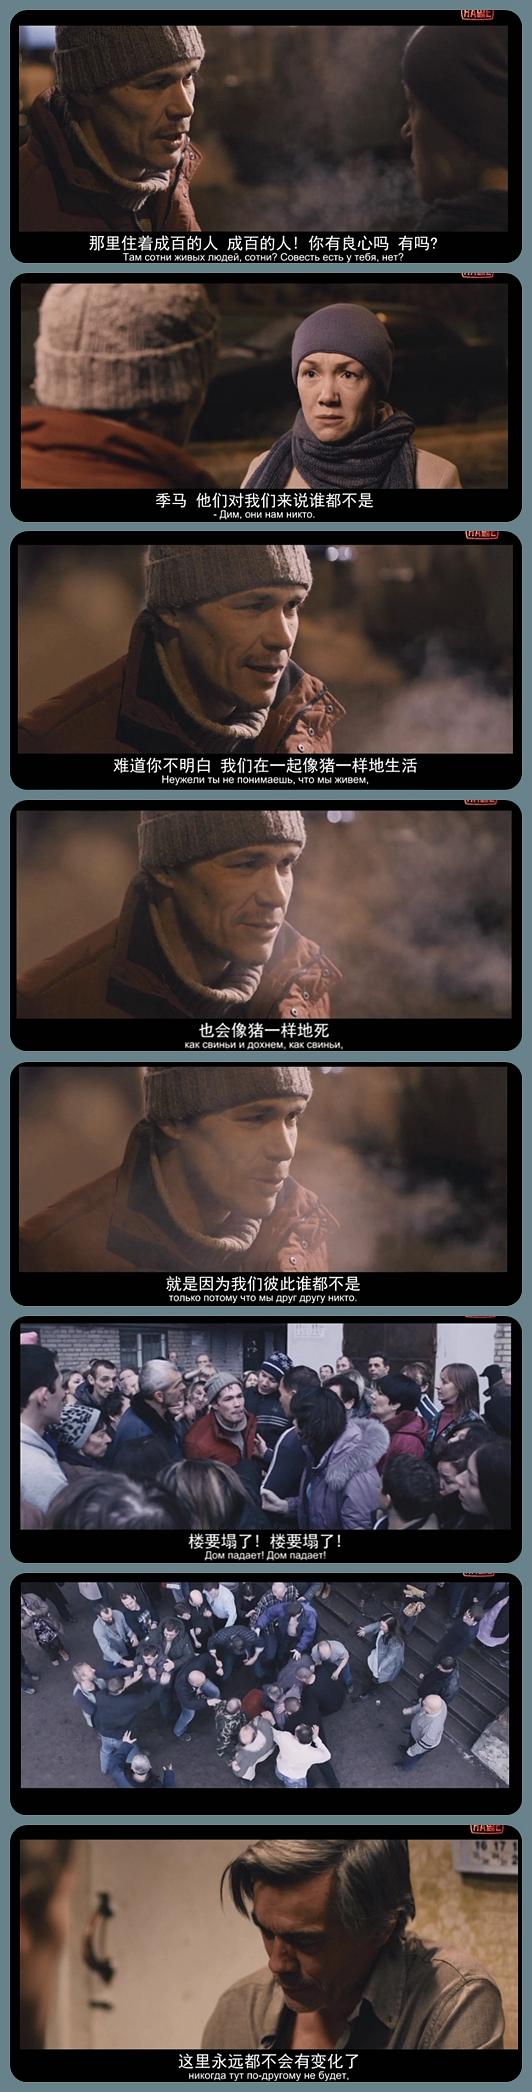 那里住着成百的人 成百的人！你有良心吗 有吗？
Там сотни живых людей, сотни? Совесть есть у тебя, нет?
季马 他们对我们来说谁都不是
- Дим, они нам никто.
难道你不明白 我们在一起像猪一样地生活
Неужели ты не понимаешь, что мы живем,
也会像猪一样地死
как свиньи и дохнем, как свиньи,
就是因为我们彼此谁都不是
только потому что мы друг другу никто.
楼要塌了！楼要塌了！
Дом падает! Дом падает!
16 17 1
这里永远都不会有变化了
никогда тут по-другому не будет,